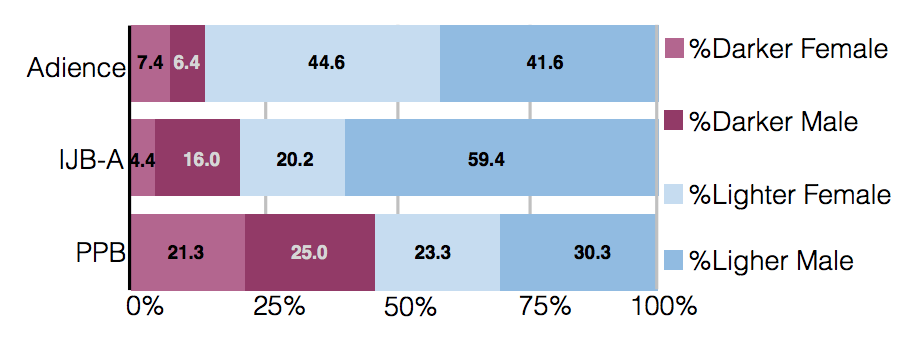 Adience 7.4 6.4 44.6 41.6
IJB-A 4.4 16.0 20.2 59.4
PPB 21.3 25.0 23.3 30.3
0% 25% 50% 75% 100%
%Darker Female
%Darker Male
%Lighter Female
%Ligher Male